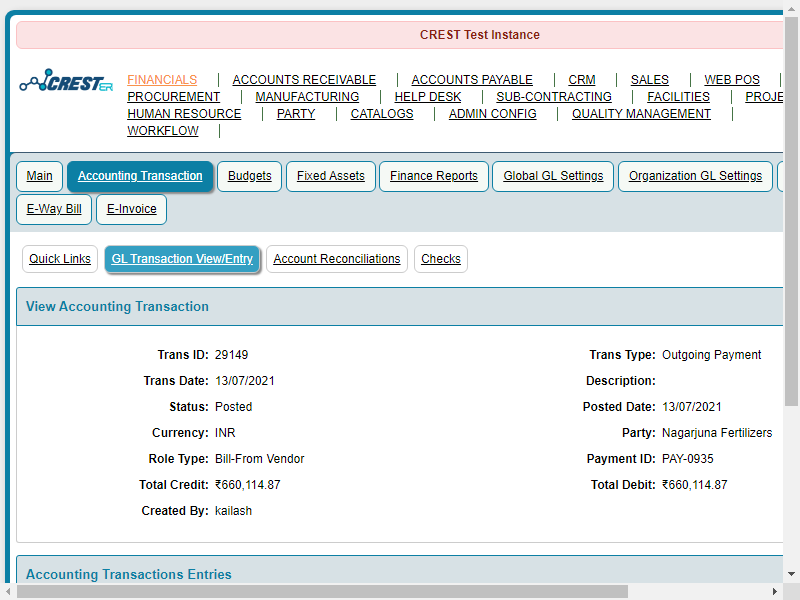 CREST Test Instance
CRESTER
FINANCIALS | ACCOUNTS RECEIVABLE | ACCOUNTS PAYABLE | CRM | SALES | WEB POS |
PROCUREMENT | MANUFACTURING | HELP DESK | SUB-CONTRACTING | FACILITIES | PROJE
HUMAN RESOURCE | PARTY | CATALOGS | ADMIN CONFIG | QUALITY MANAGEMENT |
WORKFLOW |
Main Accounting Transaction Budgets Fixed Assets Finance Reports Global GL Settings Organization GL Settings
E-Way Bill E-Invoice
Quick Links GL Transaction View/Entry Account Reconciliations Checks
View Accounting Transaction
Trans ID: 29149 Trans Type: Outgoing Payment
Trans Date: 13/07/2021 Description:
Status: Posted Posted Date: 13/07/2021
Currency: INR Party: Nagarjuna Fertilizers
Role Type: Bill-From Vendor Payment ID: PAY-0935
Total Credit: ₹660,114.87 Total Debit: ₹660,114.87
Created By: kailash
Accounting Transactions Entries